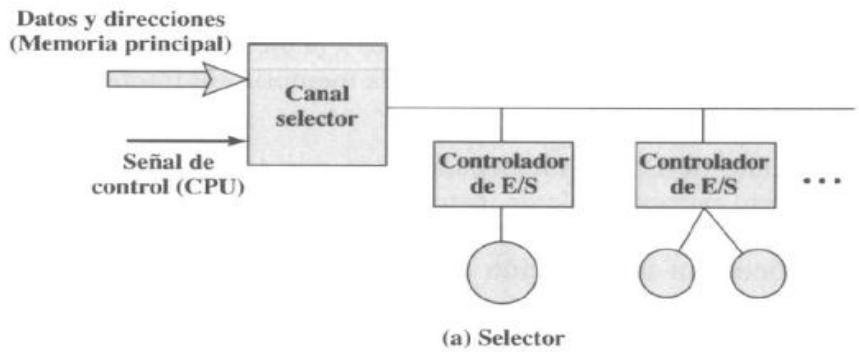 Datos y direcciones
(Memoria principal)
Canal
selector
Señal de
control (CPU)
Controlador
de E/S
Controlador
de E/S
...
(a) Selector